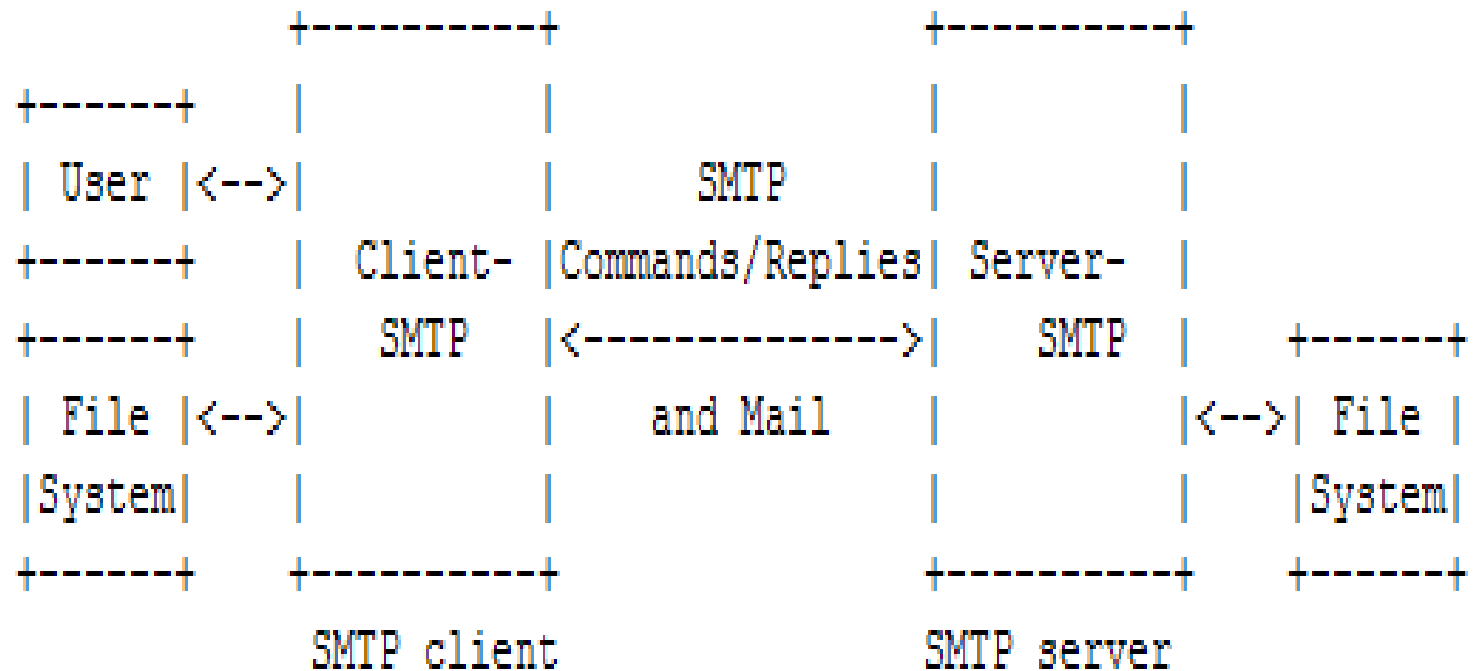 +----------+                +----------+
+------+      |          |                |          |
| User |<-->|          |      SMTP      |          |
+------+      |  Client- |Commands/Replies| Server-  |
+------+      |   SMTP   |<-------------->|    SMTP  |    +------+
| File |<-->|          |    and Mail    |          |<-->| File |
|System|      |          |                |          |    |System|
+------+      +----------+                +----------+    +------+
               SMTP client                SMTP server